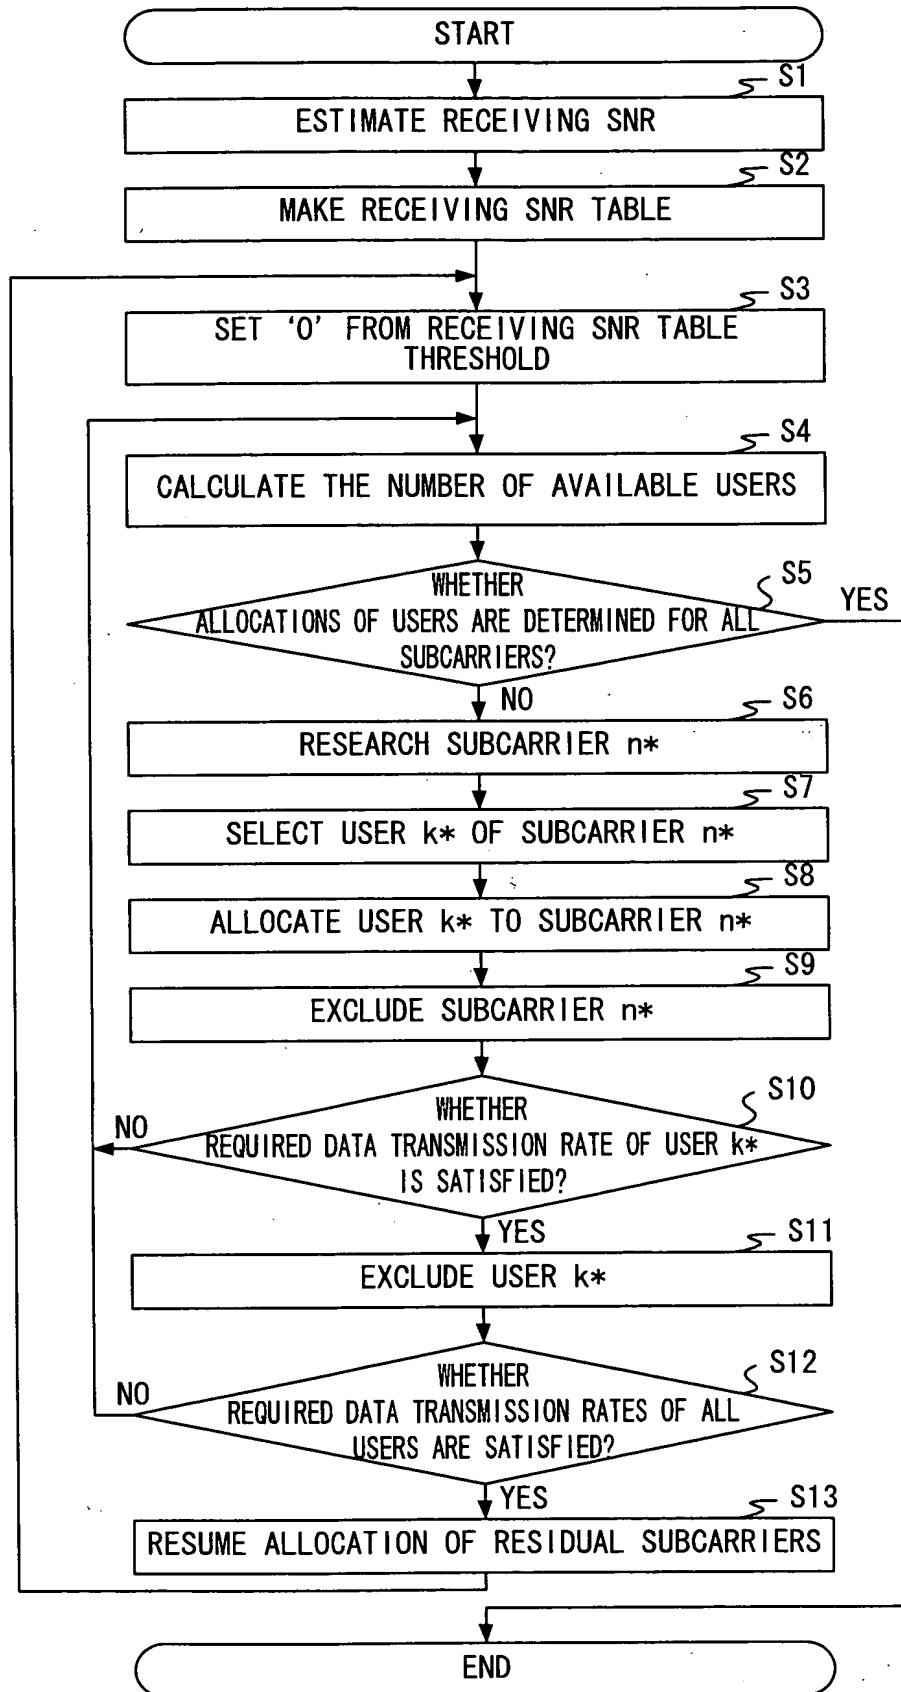 START
S1
ESTIMATE RECEIVING SNR
S2
MAKE RECEIVING SNR TABLE
S3
SET ‘0’ FROM RECEIVING SNR TABLE
THRESHOLD
S4
CALCULATE THE NUMBER OF AVAILABLE USERS
S5
WHETHER
ALLOCATIONS OF USERS ARE DETERMINED FOR ALL
SUBCARRIERS?
YES
NO
S6
RESEARCH SUBCARRIER n*
S7
SELECT USER k* OF SUBCARRIER n*
S8
ALLOCATE USER k* TO SUBCARRIER n*
S9
EXCLUDE SUBCARRIER n*
S10
WHETHER
REQUIRED DATA TRANSMISSION RATE OF USER k*
IS SATISFIED?
NO
YES
S11
EXCLUDE USER k*
S12
WHETHER
REQUIRED DATA TRANSMISSION RATES OF ALL
USERS ARE SATISFIED?
NO
YES
S13
RESUME ALLOCATION OF RESIDUAL SUBCARRIERS
END